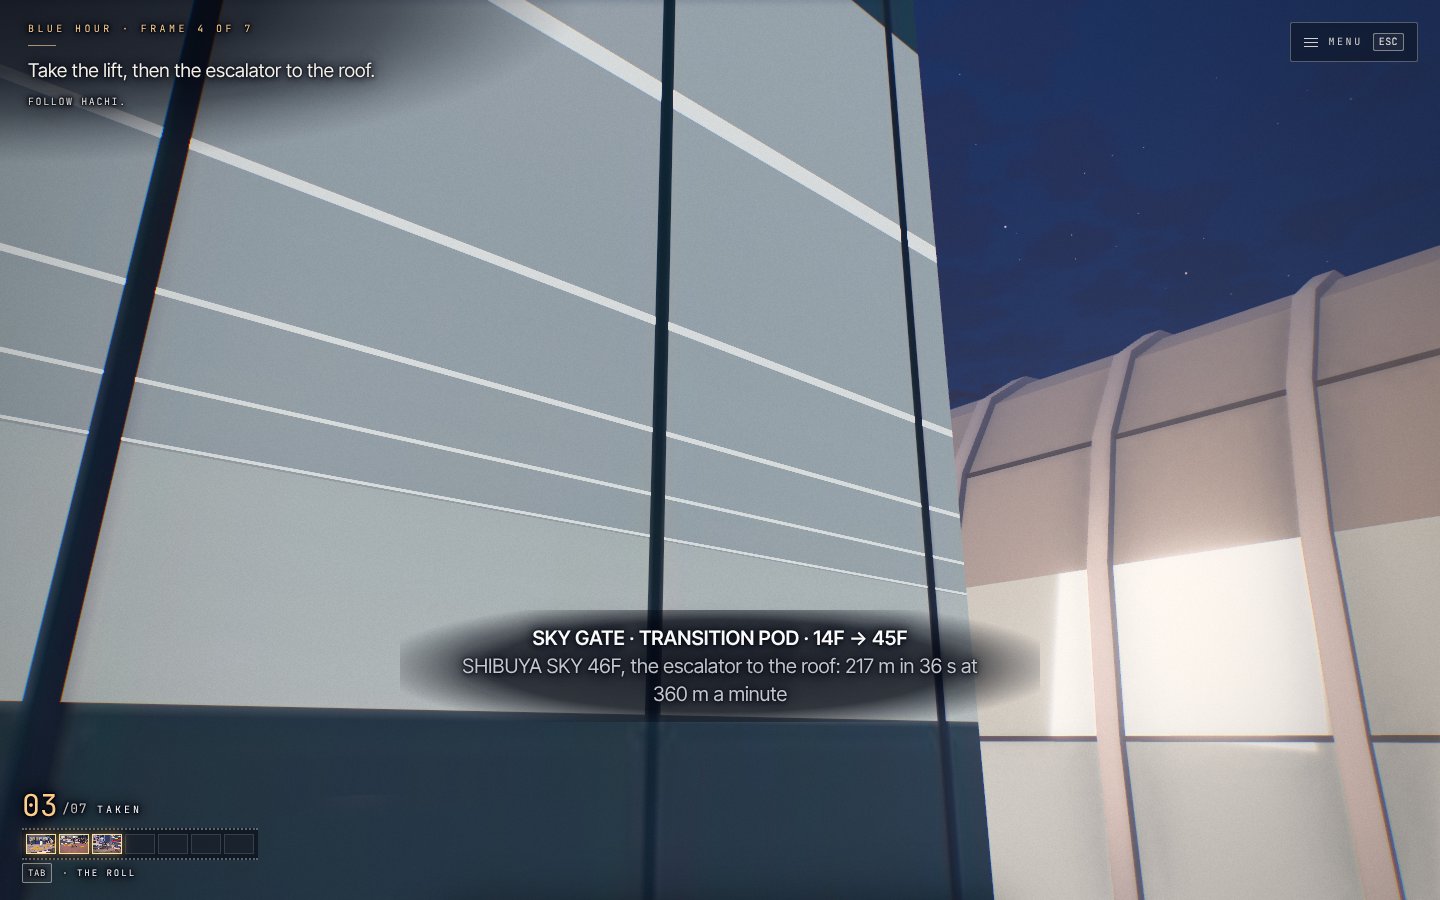 BLUE HOUR · FRAME 4 OF 7
Take the lift, then the escalator to the roof.
FOLLOW HACHI.
MENU ESC
SKY GATE · TRANSITION POD · 14F → 45F
SHIBUYA SKY 46F, the escalator to the roof: 217 m in 36 s at
360 m a minute
03/07 TAKEN
TAB · THE ROLL